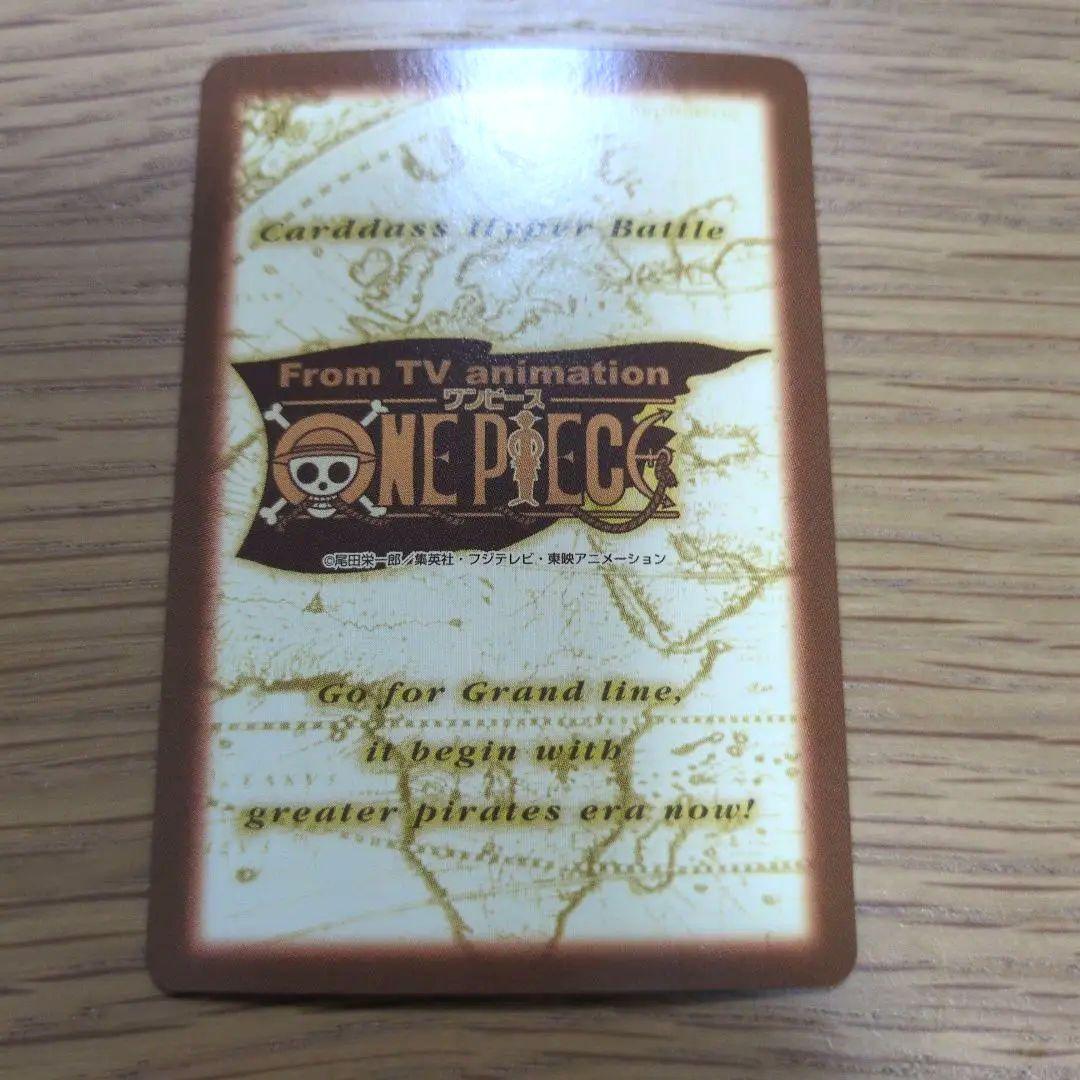 Carddass Hyper Battle
From TV animation
ワンピース
ONE PIECE
©尾田栄一郎／集英社・フジテレビ・東映アニメーション
Go for Grand line,
it begin with
greater pirates era now!